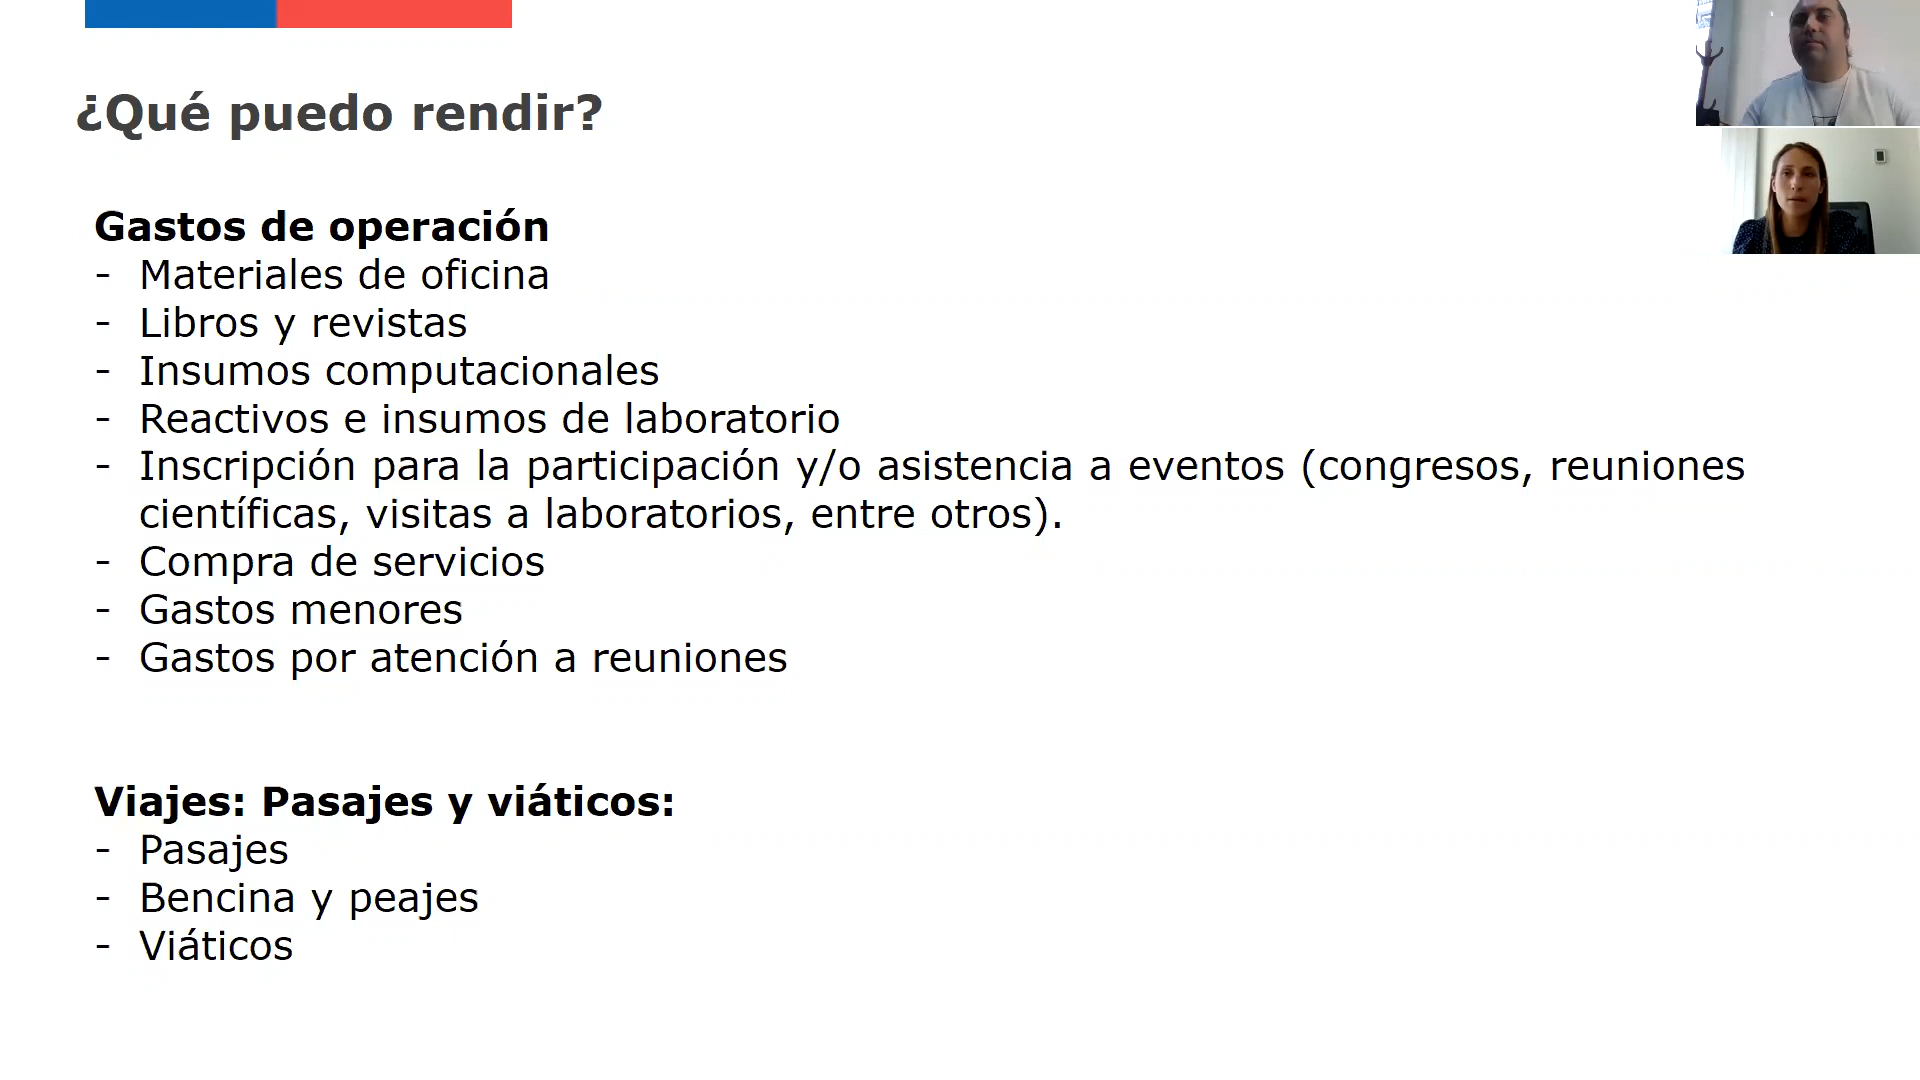 ¿Qué puedo rendir?
Gastos de operación
- Materiales de oficina
- Libros y revistas
- Insumos computacionales
- Reactivos e insumos de laboratorio
- Inscripción para la participación y/o asistencia a eventos (congresos, reuniones
científicas, visitas a laboratorios, entre otros).
- Compra de servicios
- Gastos menores
- Gastos por atención a reuniones
Viajes: Pasajes y viáticos:
- Pasajes
- Bencina y peajes
- Viáticos